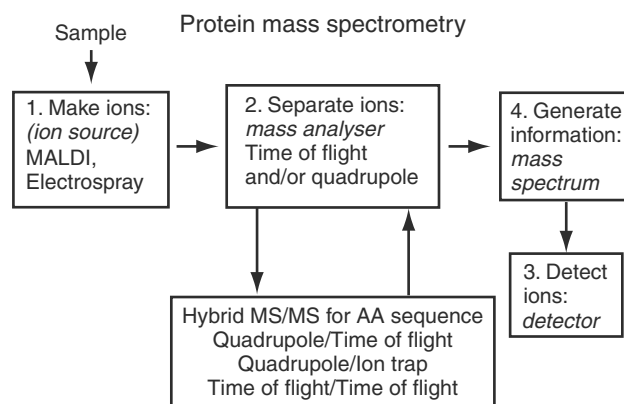 Protein mass spectrometry
Sample
1. Make ions:
(ion source)
MALDI,
Electrospray
2. Separate ions:
mass analyser
Time of flight
and/or quadrupole
4. Generate
information:
mass
spectrum
3. Detect
ions:
detector
Hybrid MS/MS for AA sequence
Quadrupole/Time of flight
Quadrupole/Ion trap
Time of flight/Time of flight